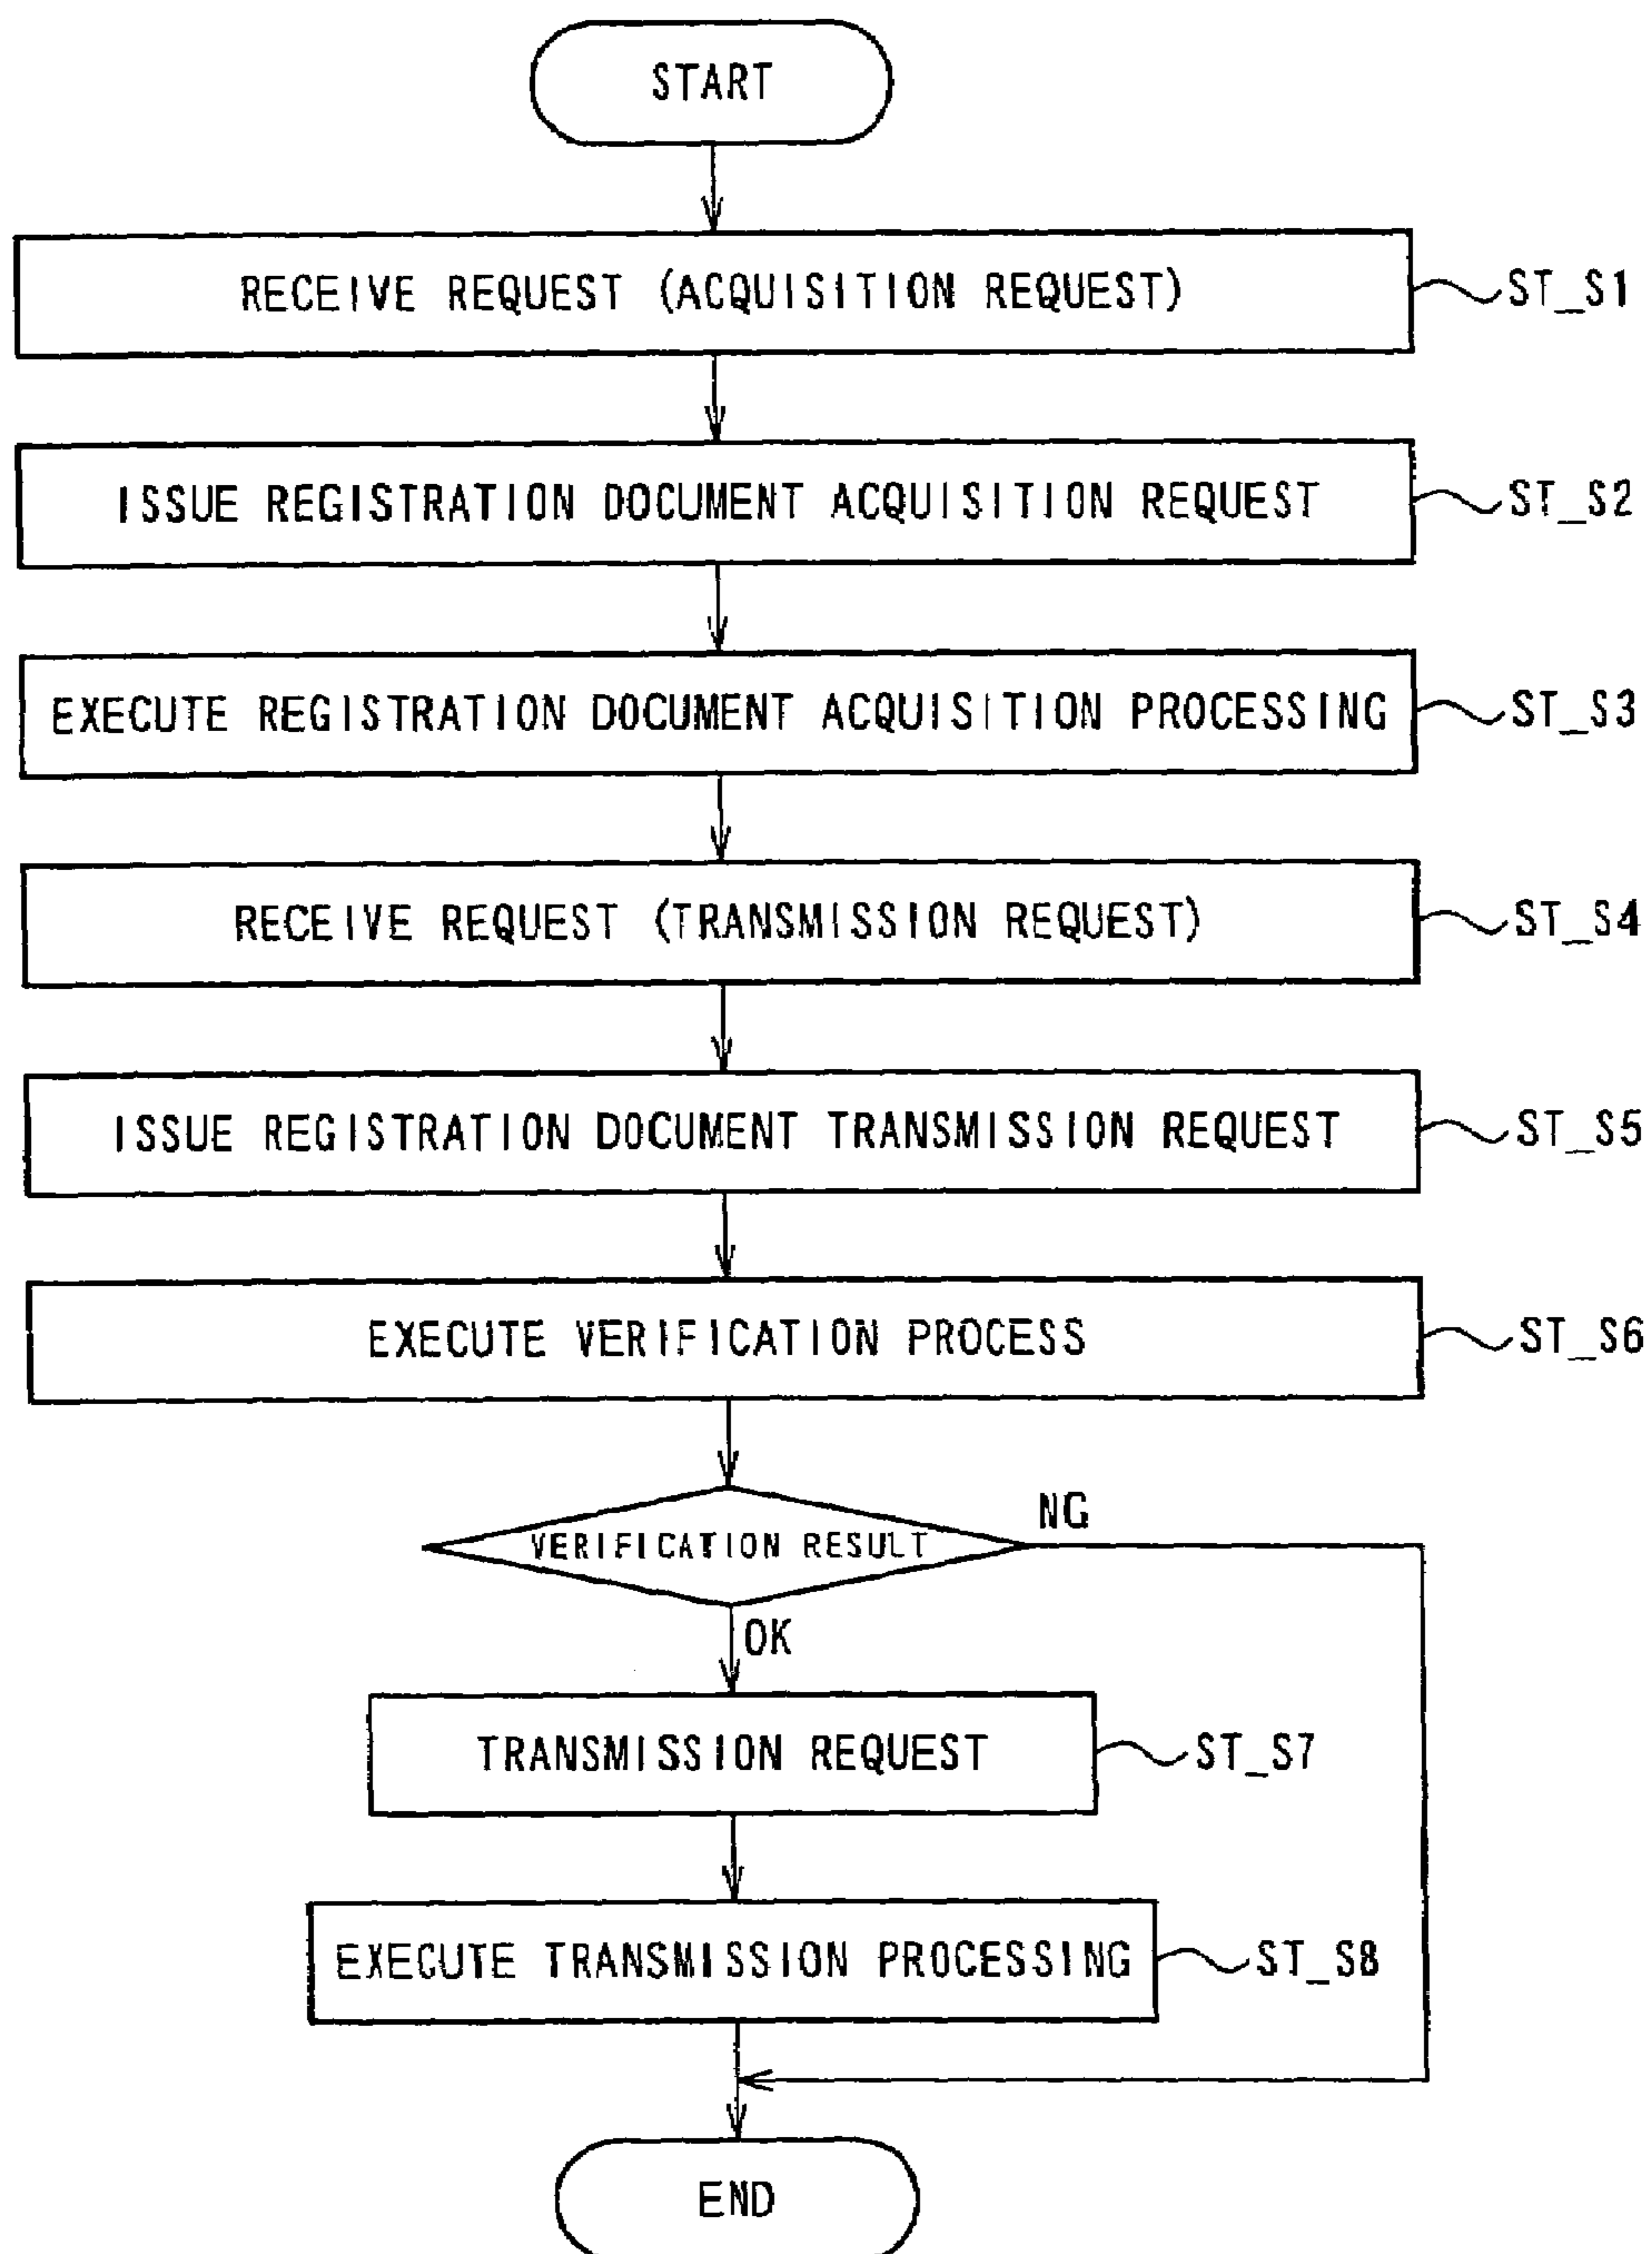 START
RECEIVE REQUEST (ACQUISITION REQUEST) ST_S1
ISSUE REGISTRATION DOCUMENT ACQUISITION REQUEST ST_S2
EXECUTE REGISTRATION DOCUMENT ACQUISITION PROCESSING ST_S3
RECEIVE REQUEST (TRANSMISSION REQUEST) ST_S4
ISSUE REGISTRATION DOCUMENT TRANSMISSION REQUEST ST_S5
EXECUTE VERIFICATION PROCESS ST_S6
VERIFICATION RESULT NG
OK
TRANSMISSION REQUEST ST_S7
EXECUTE TRANSMISSION PROCESSING ST_S8
END